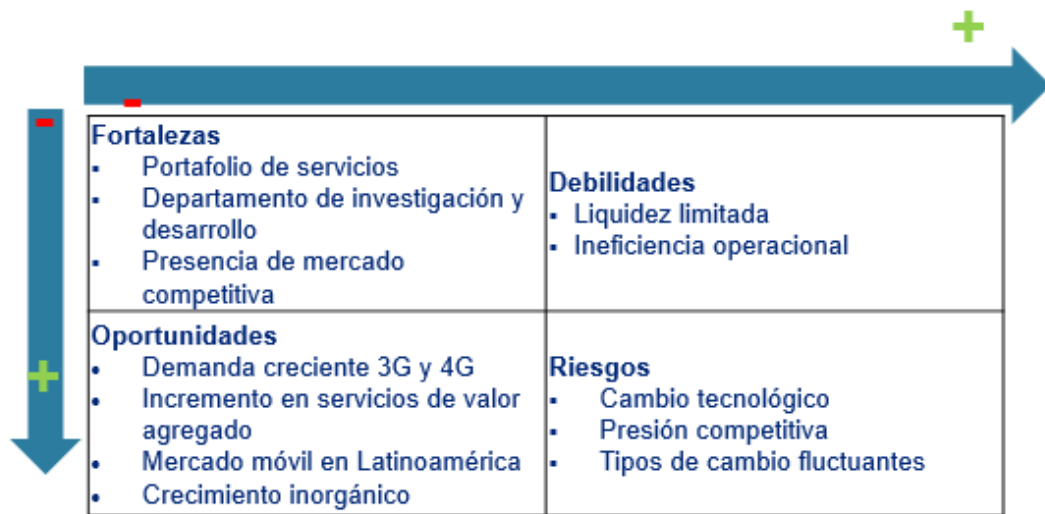 +
-
-
Fortalezas
▪ Portafolio de servicios
▪ Departamento de investigación y
desarrollo
▪ Presencia de mercado
competitiva
Debilidades
▪ Liquidez limitada
▪ Ineficiencia operacional
+
Oportunidades
• Demanda creciente 3G y 4G
• Incremento en servicios de valor
agregado
• Mercado móvil en Latinoamérica
• Crecimiento inorgánico
Riesgos
▪ Cambio tecnológico
▪ Presión competitiva
▪ Tipos de cambio fluctuantes